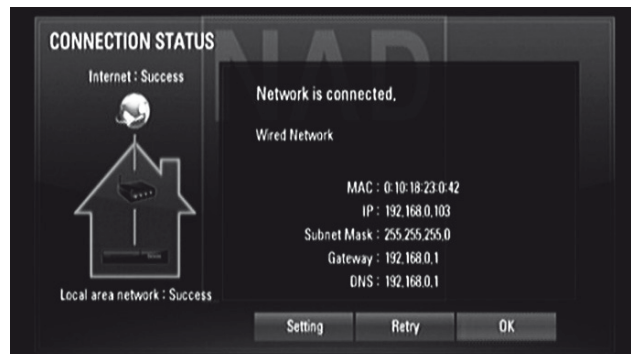 NAD
CONNECTION STATUS
Internet : Success
Network is connected.
Wired Network
MAC : 0:10:18:23:0:42
IP : 192.168.0.103
Subnet Mask : 255.255.255.0
Gateway : 192.168.0.1
DNS : 192.168.0.1
Local area network : Success
Setting
Retry
OK